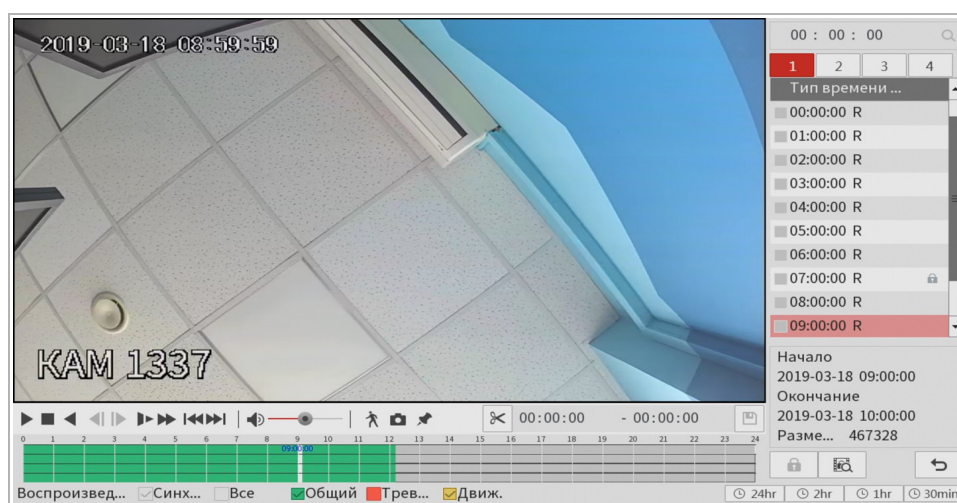 2019-03-18 08:59:59
КАМ 1337
00 : 00 : 00
1 2 3 4
Тип времени ...
00:00:00 R
01:00:00 R
02:00:00 R
03:00:00 R
04:00:00 R
05:00:00 R
06:00:00 R
07:00:00 R
08:00:00 R
09:00:00 R
Начало
2019-03-18 09:00:00
Окончание
2019-03-18 10:00:00
Разме... 467328
00:00:00 - 00:00:00
0 1 2 3 4 5 6 7 8 9 10 11 12 13 14 15 16 17 18 19 20 21 22 23 24
09:00:00
Воспроизвед... Синх... Все Общий Трев... Движ.
24hr 2hr 1hr 30min